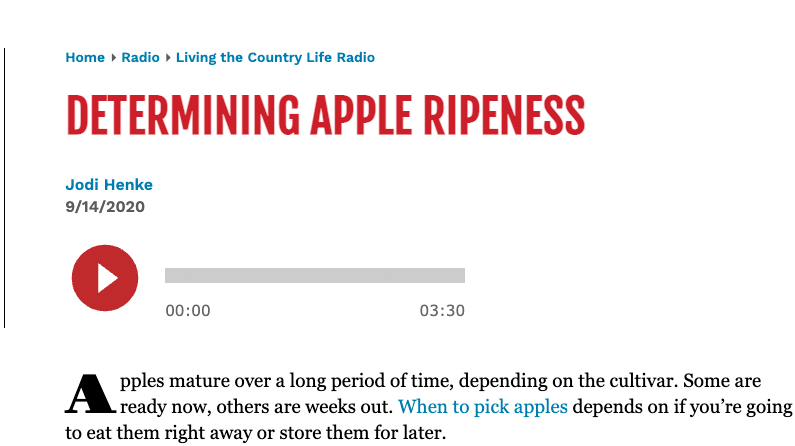 Home Radio Living the Country Life Radio
DETERMINING APPLE RIPENESS
Jodi Henke
9/14/2020
00:00 03:30
Apples mature over a long period of time, depending on the cultivar. Some are
ready now, others are weeks out. When to pick apples depends on if you’re going
to eat them right away or store them for later.